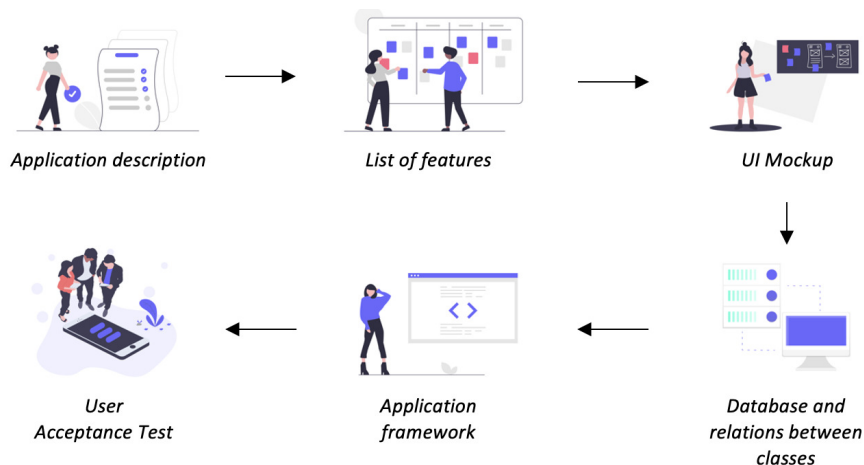 Application description
List of features
UI Mockup
User
Acceptance Test
Application
framework
Database and
relations between
classes